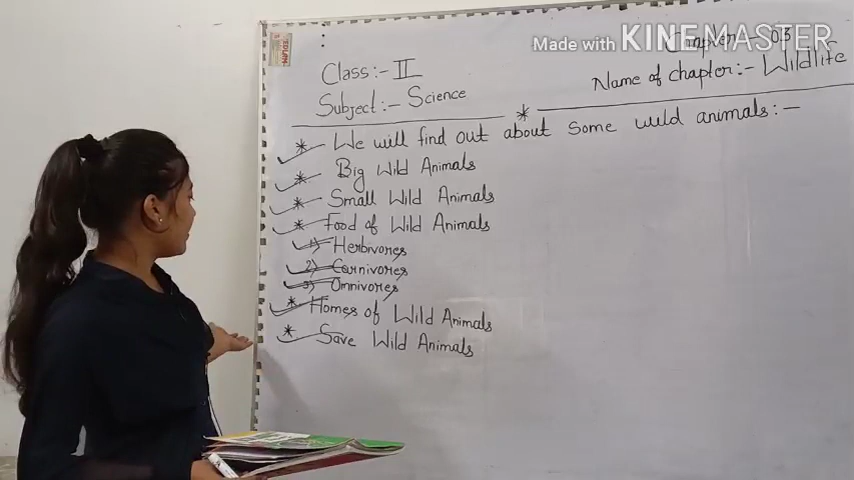 Made with KINEMASTER
Chapter:- 03
Class:- II
Name of chapter:- Wildlife
Subject:- Science
* We will find out about some wild animals:-
* Big Wild Animals
* Small Wild Animals
* Food of Wild Animals
1) Herbivores
2) Carnivores
3) Omnivores
* Homes of Wild Animals
* Save Wild Animals